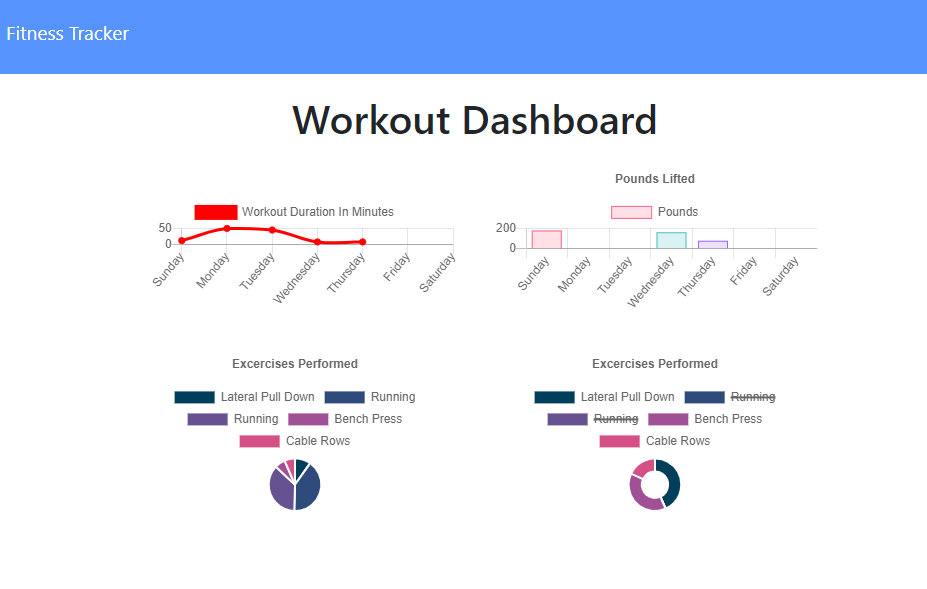 Fitness Tracker
Workout Dashboard
Workout Duration In Minutes
50
0
Sunday
Monday
Tuesday
Wednesday
Thursday
Friday
Saturday
Pounds Lifted
Pounds
200
0
Sunday
Monday
Tuesday
Wednesday
Thursday
Friday
Saturday
Excercises Performed
Lateral Pull Down Running
Running Bench Press
Cable Rows
Excercises Performed
Lateral Pull Down Running
Running Bench Press
Cable Rows